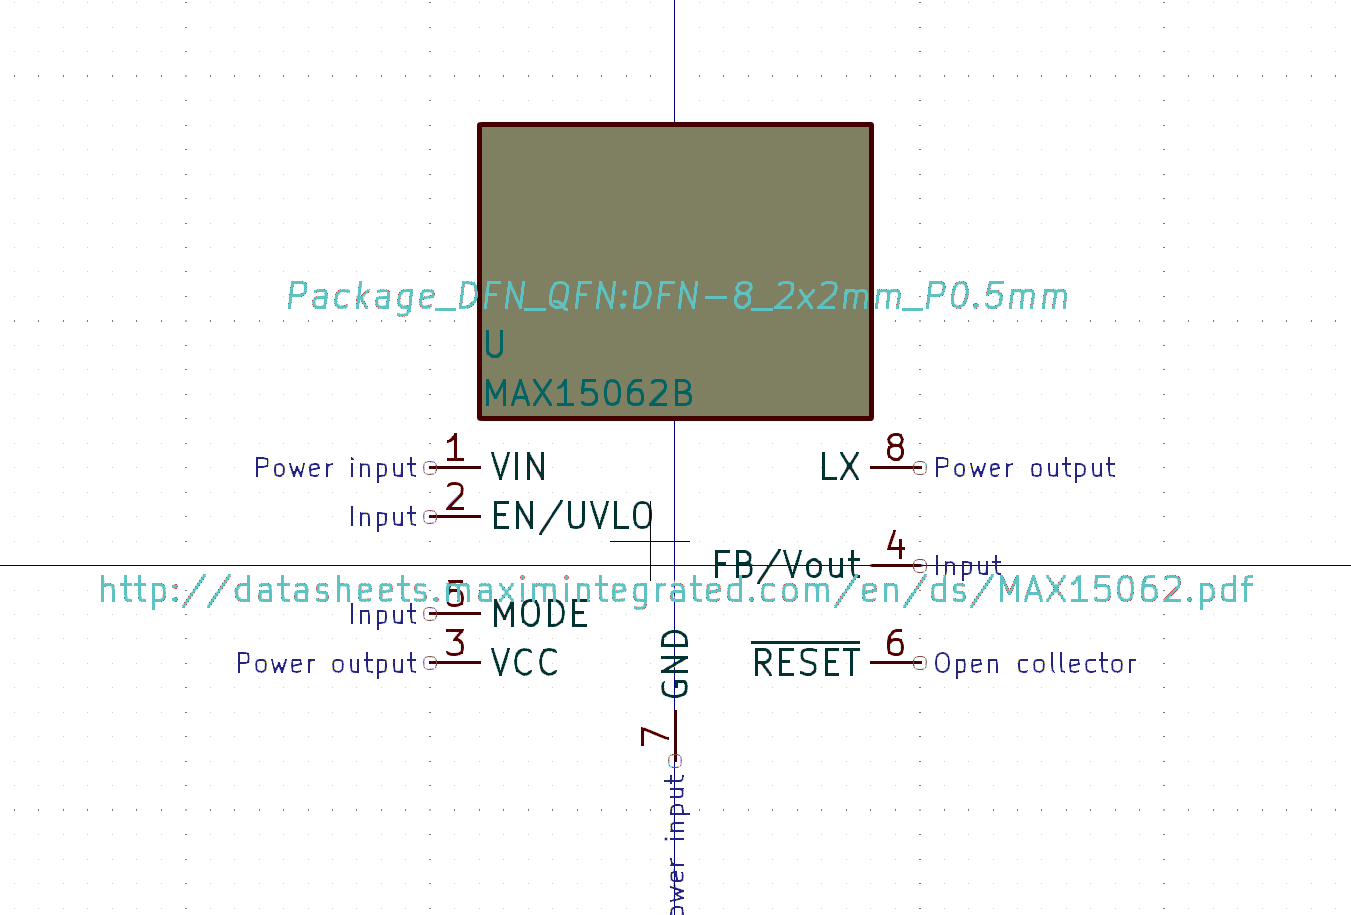 Package_DFN_QFN:DFN-8_2x2mm_P0.5mm
U
MAX15062B
Power input 1 VIN
LX 8 Power output
Input 2 EN/UVLO
FB/Vout 4 Input
http://datasheets.maximintegrated.com/en/ds/MAX15062.pdf
Input 5 MODE
Power output 3 VCC
RESET 6 Open collector
GND
7
ower input